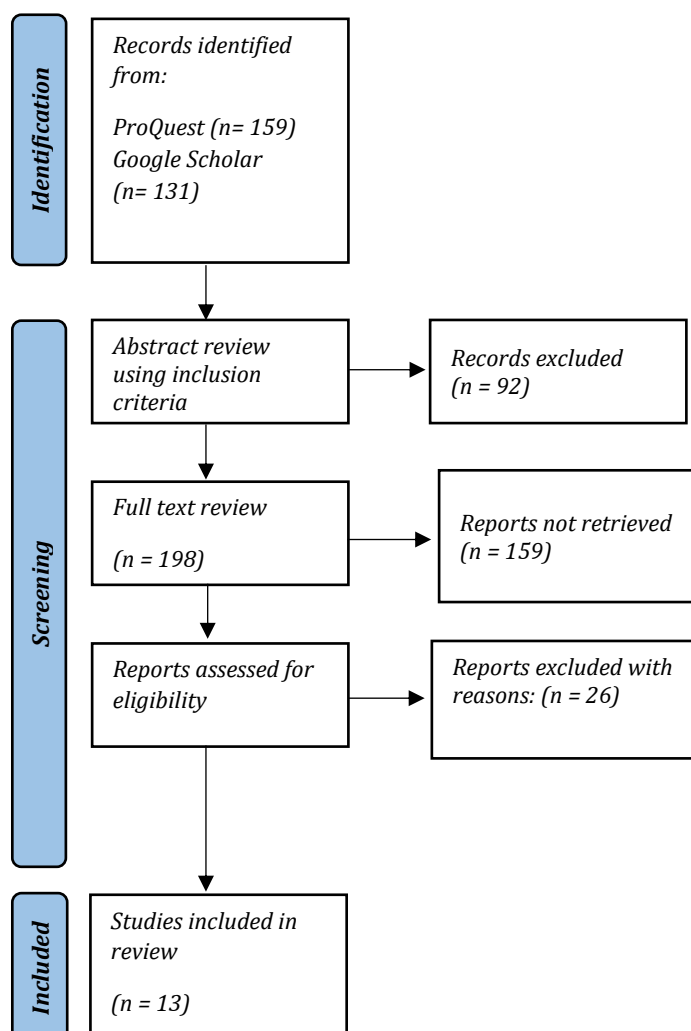 Identification
Records identified
from:
ProQuest (n= 159)
Google Scholar
(n= 131)
Screening
Abstract review
using inclusion
criteria
Records excluded
(n = 92)
Full text review
(n = 198)
Reports not retrieved
(n = 159)
Reports assessed for
eligibility
Reports excluded with
reasons: (n = 26)
Included
Studies included in
review
(n = 13)